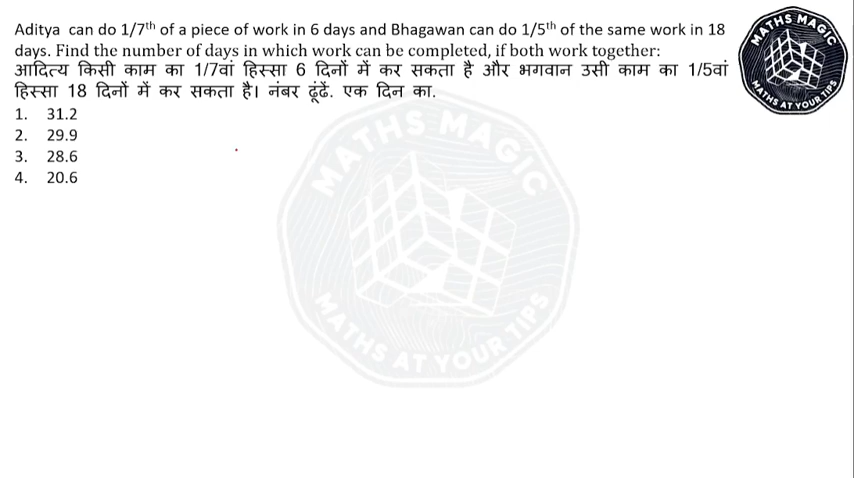 Aditya can do 1/7th of a piece of work in 6 days and Bhagawan can do 1/5th of the same work in 18
days. Find the number of days in which work can be completed, if both work together:
आदित्य किसी काम का 1/7वां हिस्सा 6 दिनों में कर सकता है और भगवान उसी काम का 1/5वां
हिस्सा 18 दिनों में कर सकता है। नंबर ढूंढें. एक दिन का.
1. 31.2
2. 29.9
3. 28.6
4. 20.6
MATHS MAGIC
MATHS AT YOUR TIPS
MATHS MAGIC
MATHS AT YOUR TIPS